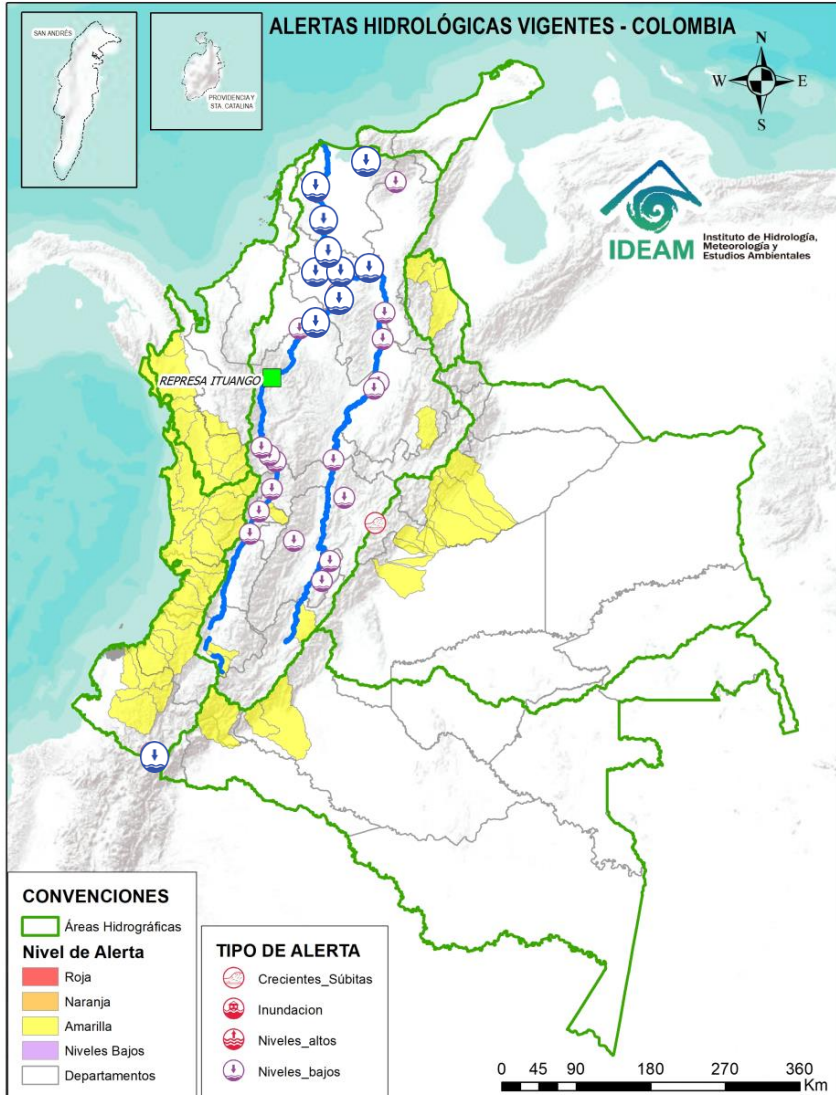 ALERTAS HIDROLÓGICAS VIGENTES - COLOMBIA
SAN ANDRÉS
PROVIDENCIA Y
STA. CATALINA
N
W
E
S
IDEAM
Instituto de Hidrología,
Meteorología y
Estudios Ambientales
REPRESA ITUANGO
CONVENCIONES
Áreas Hidrográficas
Nivel de Alerta
Roja
Naranja
Amarilla
Niveles Bajos
Departamentos
TIPO DE ALERTA
Crecientes_Súbitas
Inundacion
Niveles_altos
Niveles_bajos
0 45 90 180 270 360
Km